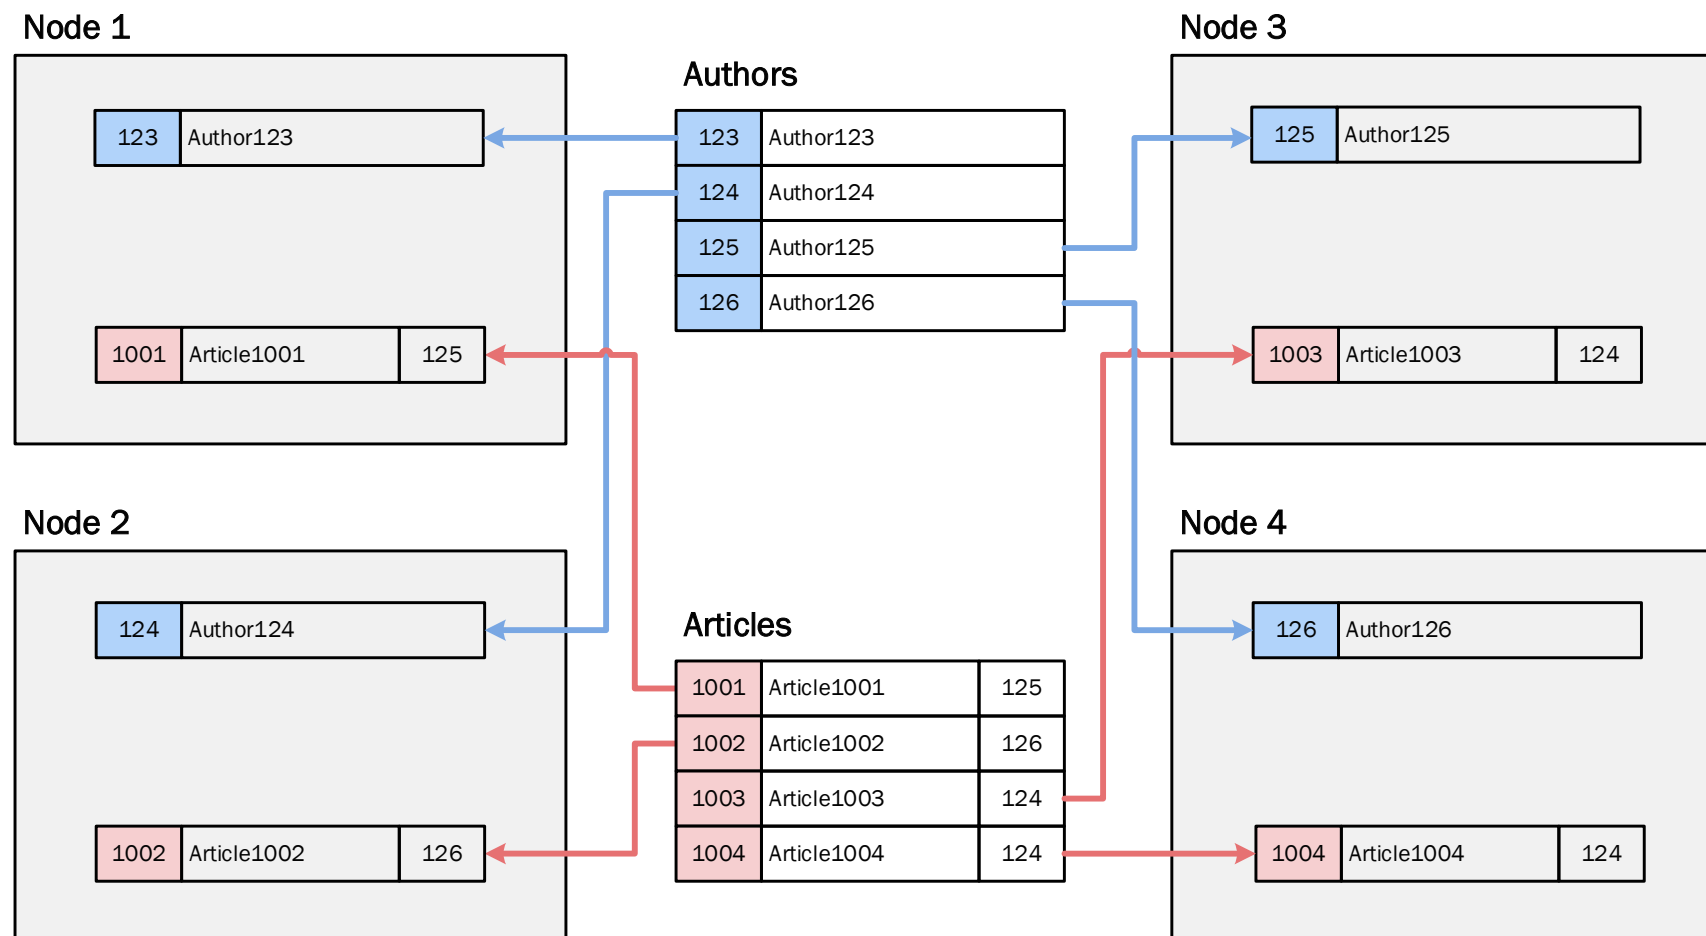 Node 1
123 Author123
1001 Article1001 125
Node 2
124 Author124
1002 Article1002 126
Authors
123 Author123
124 Author124
125 Author125
126 Author126
Articles
1001 Article1001 125
1002 Article1002 126
1003 Article1003 124
1004 Article1004 124
Node 3
125 Author125
1003 Article1003 124
Node 4
126 Author126
1004 Article1004 124